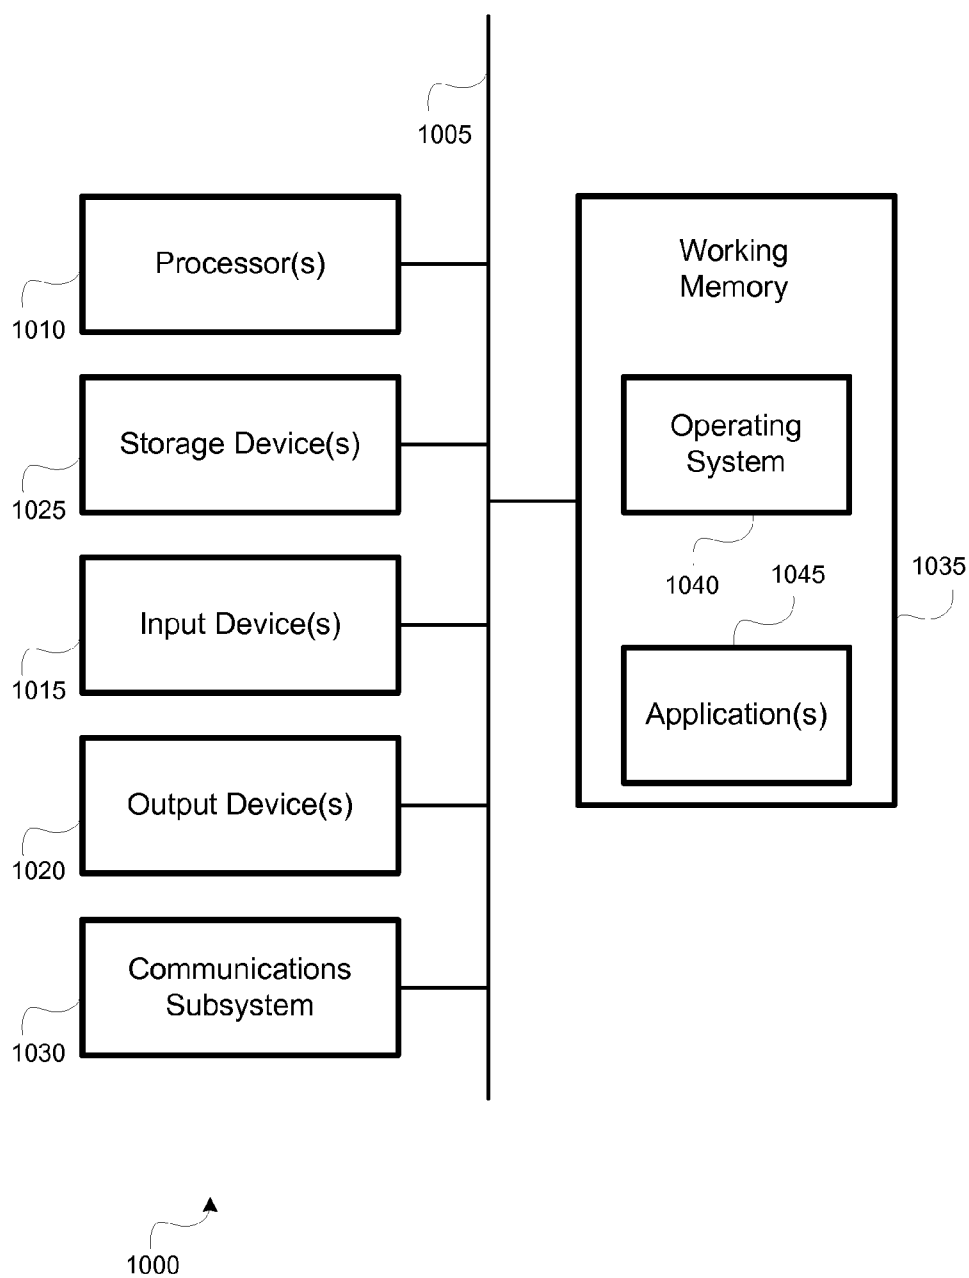 1005
Processor(s)
1010
Storage Device(s)
1025
Input Device(s)
1015
Output Device(s)
1020
Communications
Subsystem
1030
Working
Memory
Operating
System
1040
1045
1035
Application(s)
1000